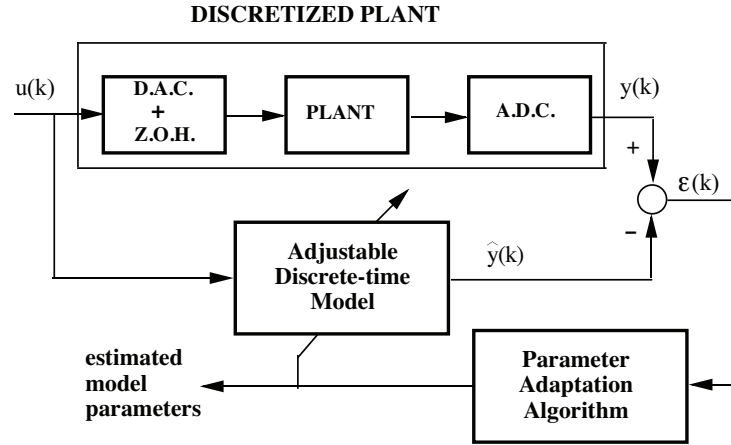 DISCRETIZED PLANT
u(k)
D.A.C.
+
Z.O.H.
PLANT
A.D.C.
y(k)
+
ε(k)
-
Adjustable
Discrete-time
Model
ŷ(k)
estimated
model
parameters
Parameter
Adaptation
Algorithm